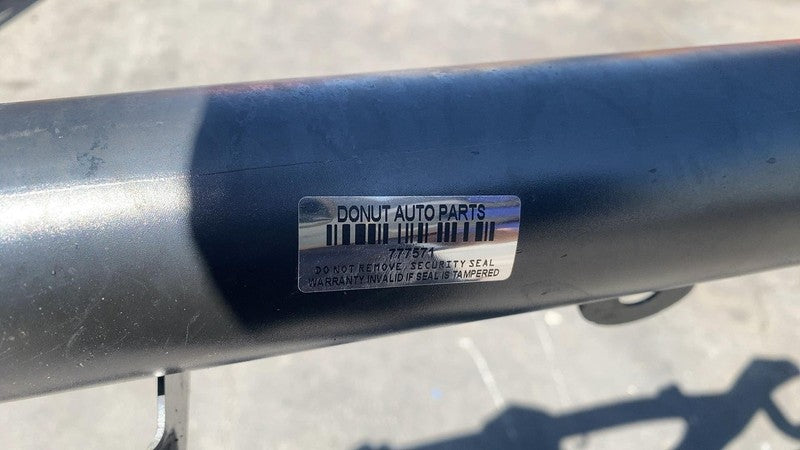 DONUT AUTO PARTS
777571
DO NOT REMOVE, SECURITY SEAL
WARRANTY INVALID IF SEAL IS TAMPERED